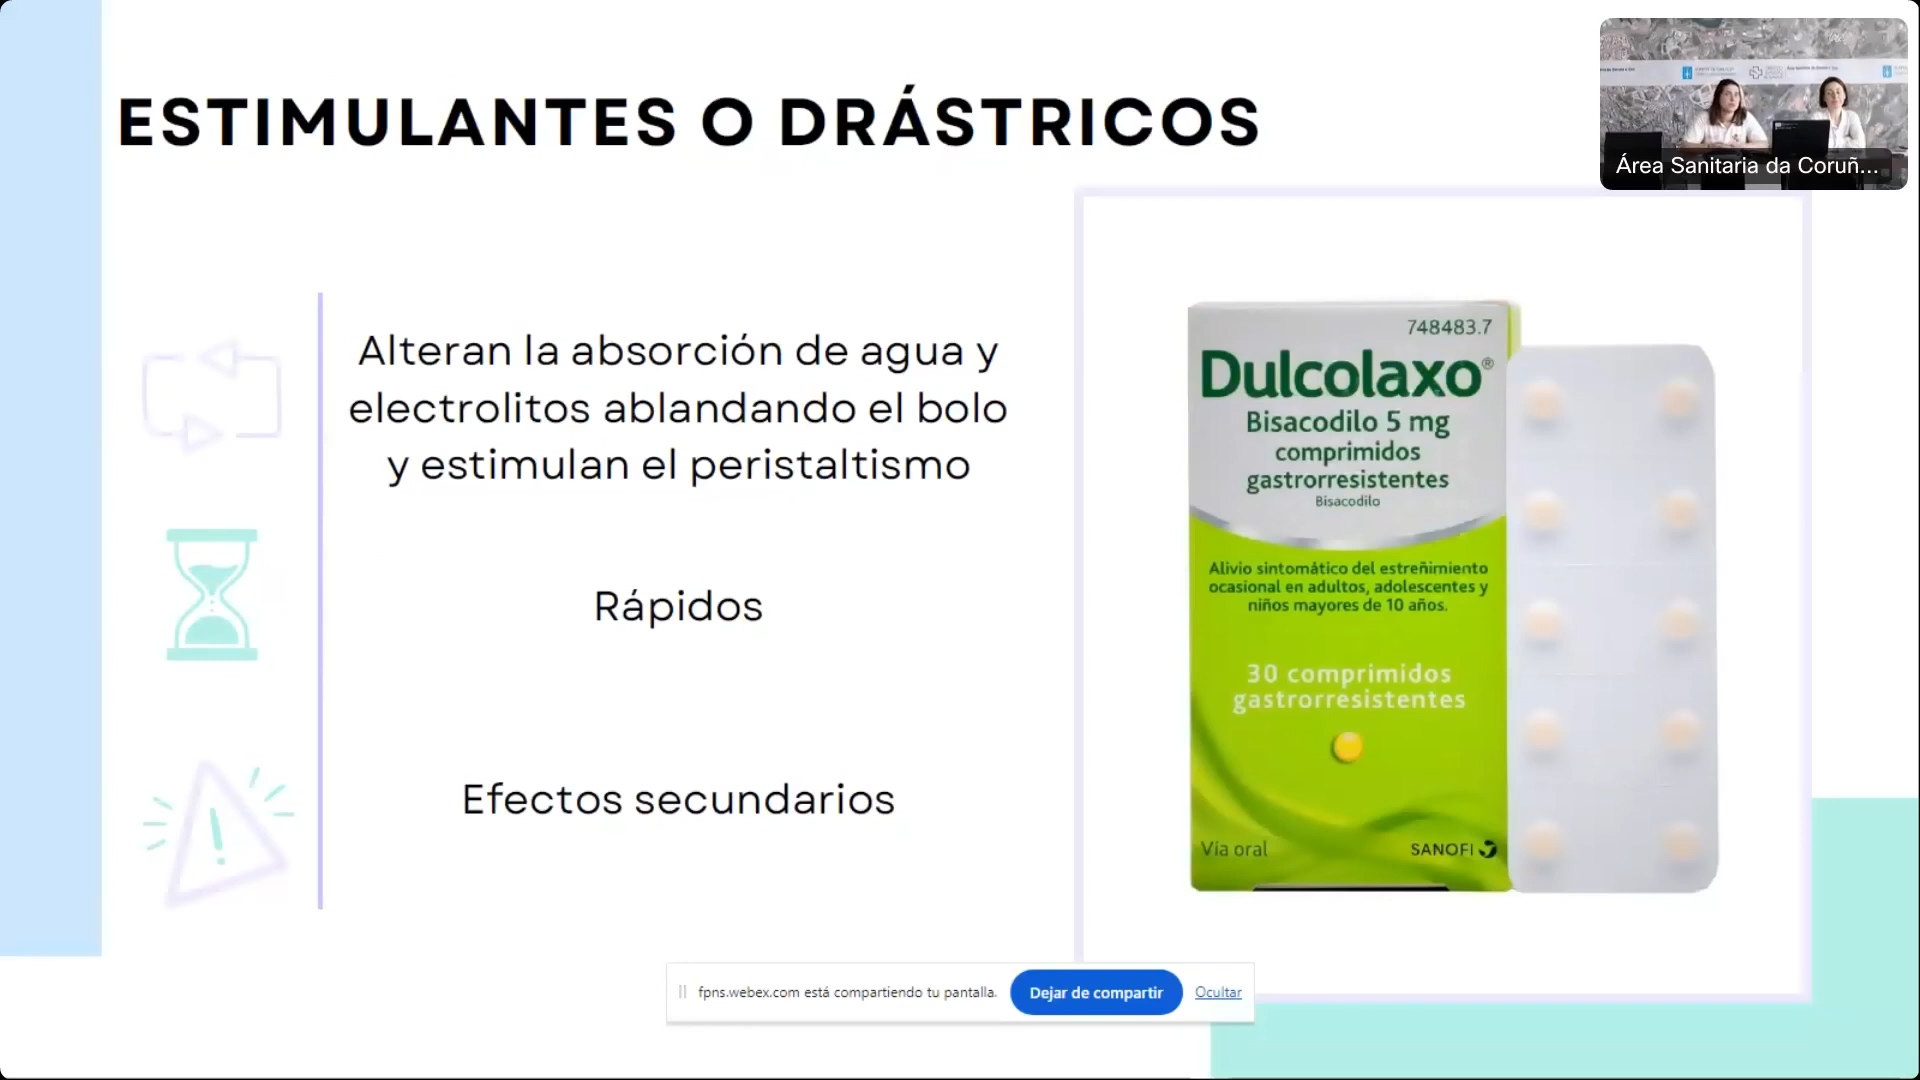 ESTIMULANTES O DRÁSTRICOS
Área Sanitaria da Coruñ...
Alteran la absorción de agua y
electrolitos ablandando el bolo
y estimulan el peristaltismo
Rápidos
Efectos secundarios
748483.7
Dulcolaxo®
Bisacodilo 5 mg
comprimidos
gastrorresistentes
Bisacodilo
Alivio sintomático del estreñimiento
ocasional en adultos, adolescentes y
niños mayores de 10 años.
30 comprimidos
gastrorresistentes
Vía oral
SANOFI
fpns.webex.com está compartiendo tu pantalla.
Dejar de compartir
Ocultar